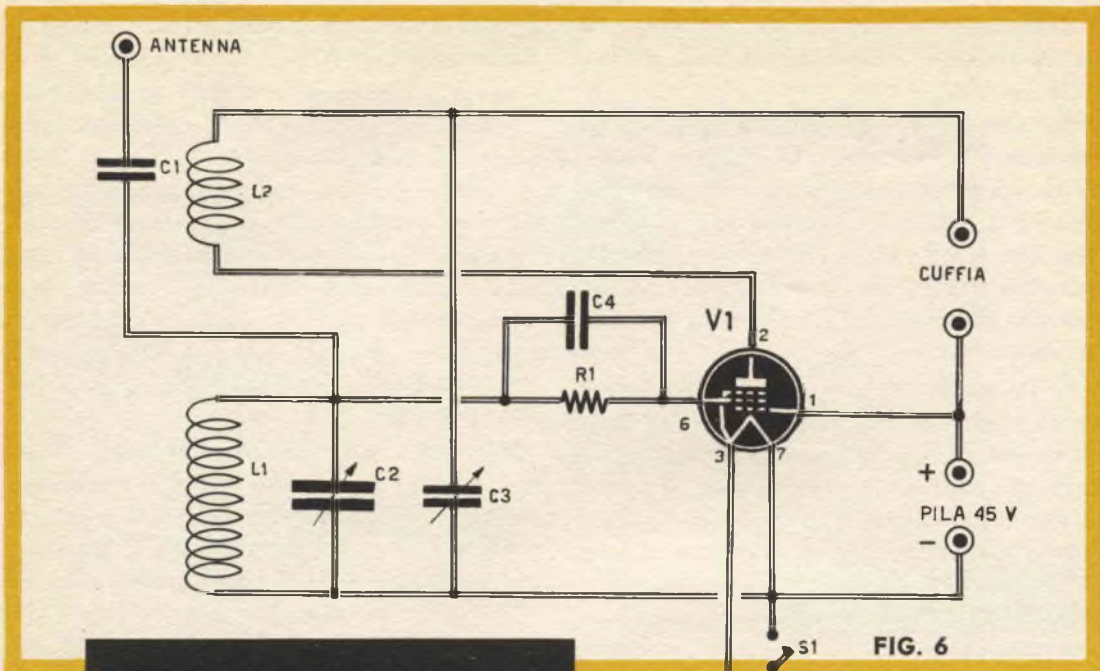 ANTENNA
C1
L2
CUFFIA
C4
V1
2
R1
1
6
3
7
L1
C2
C3
+
PILA 45 V
-
S1
FIG. 6